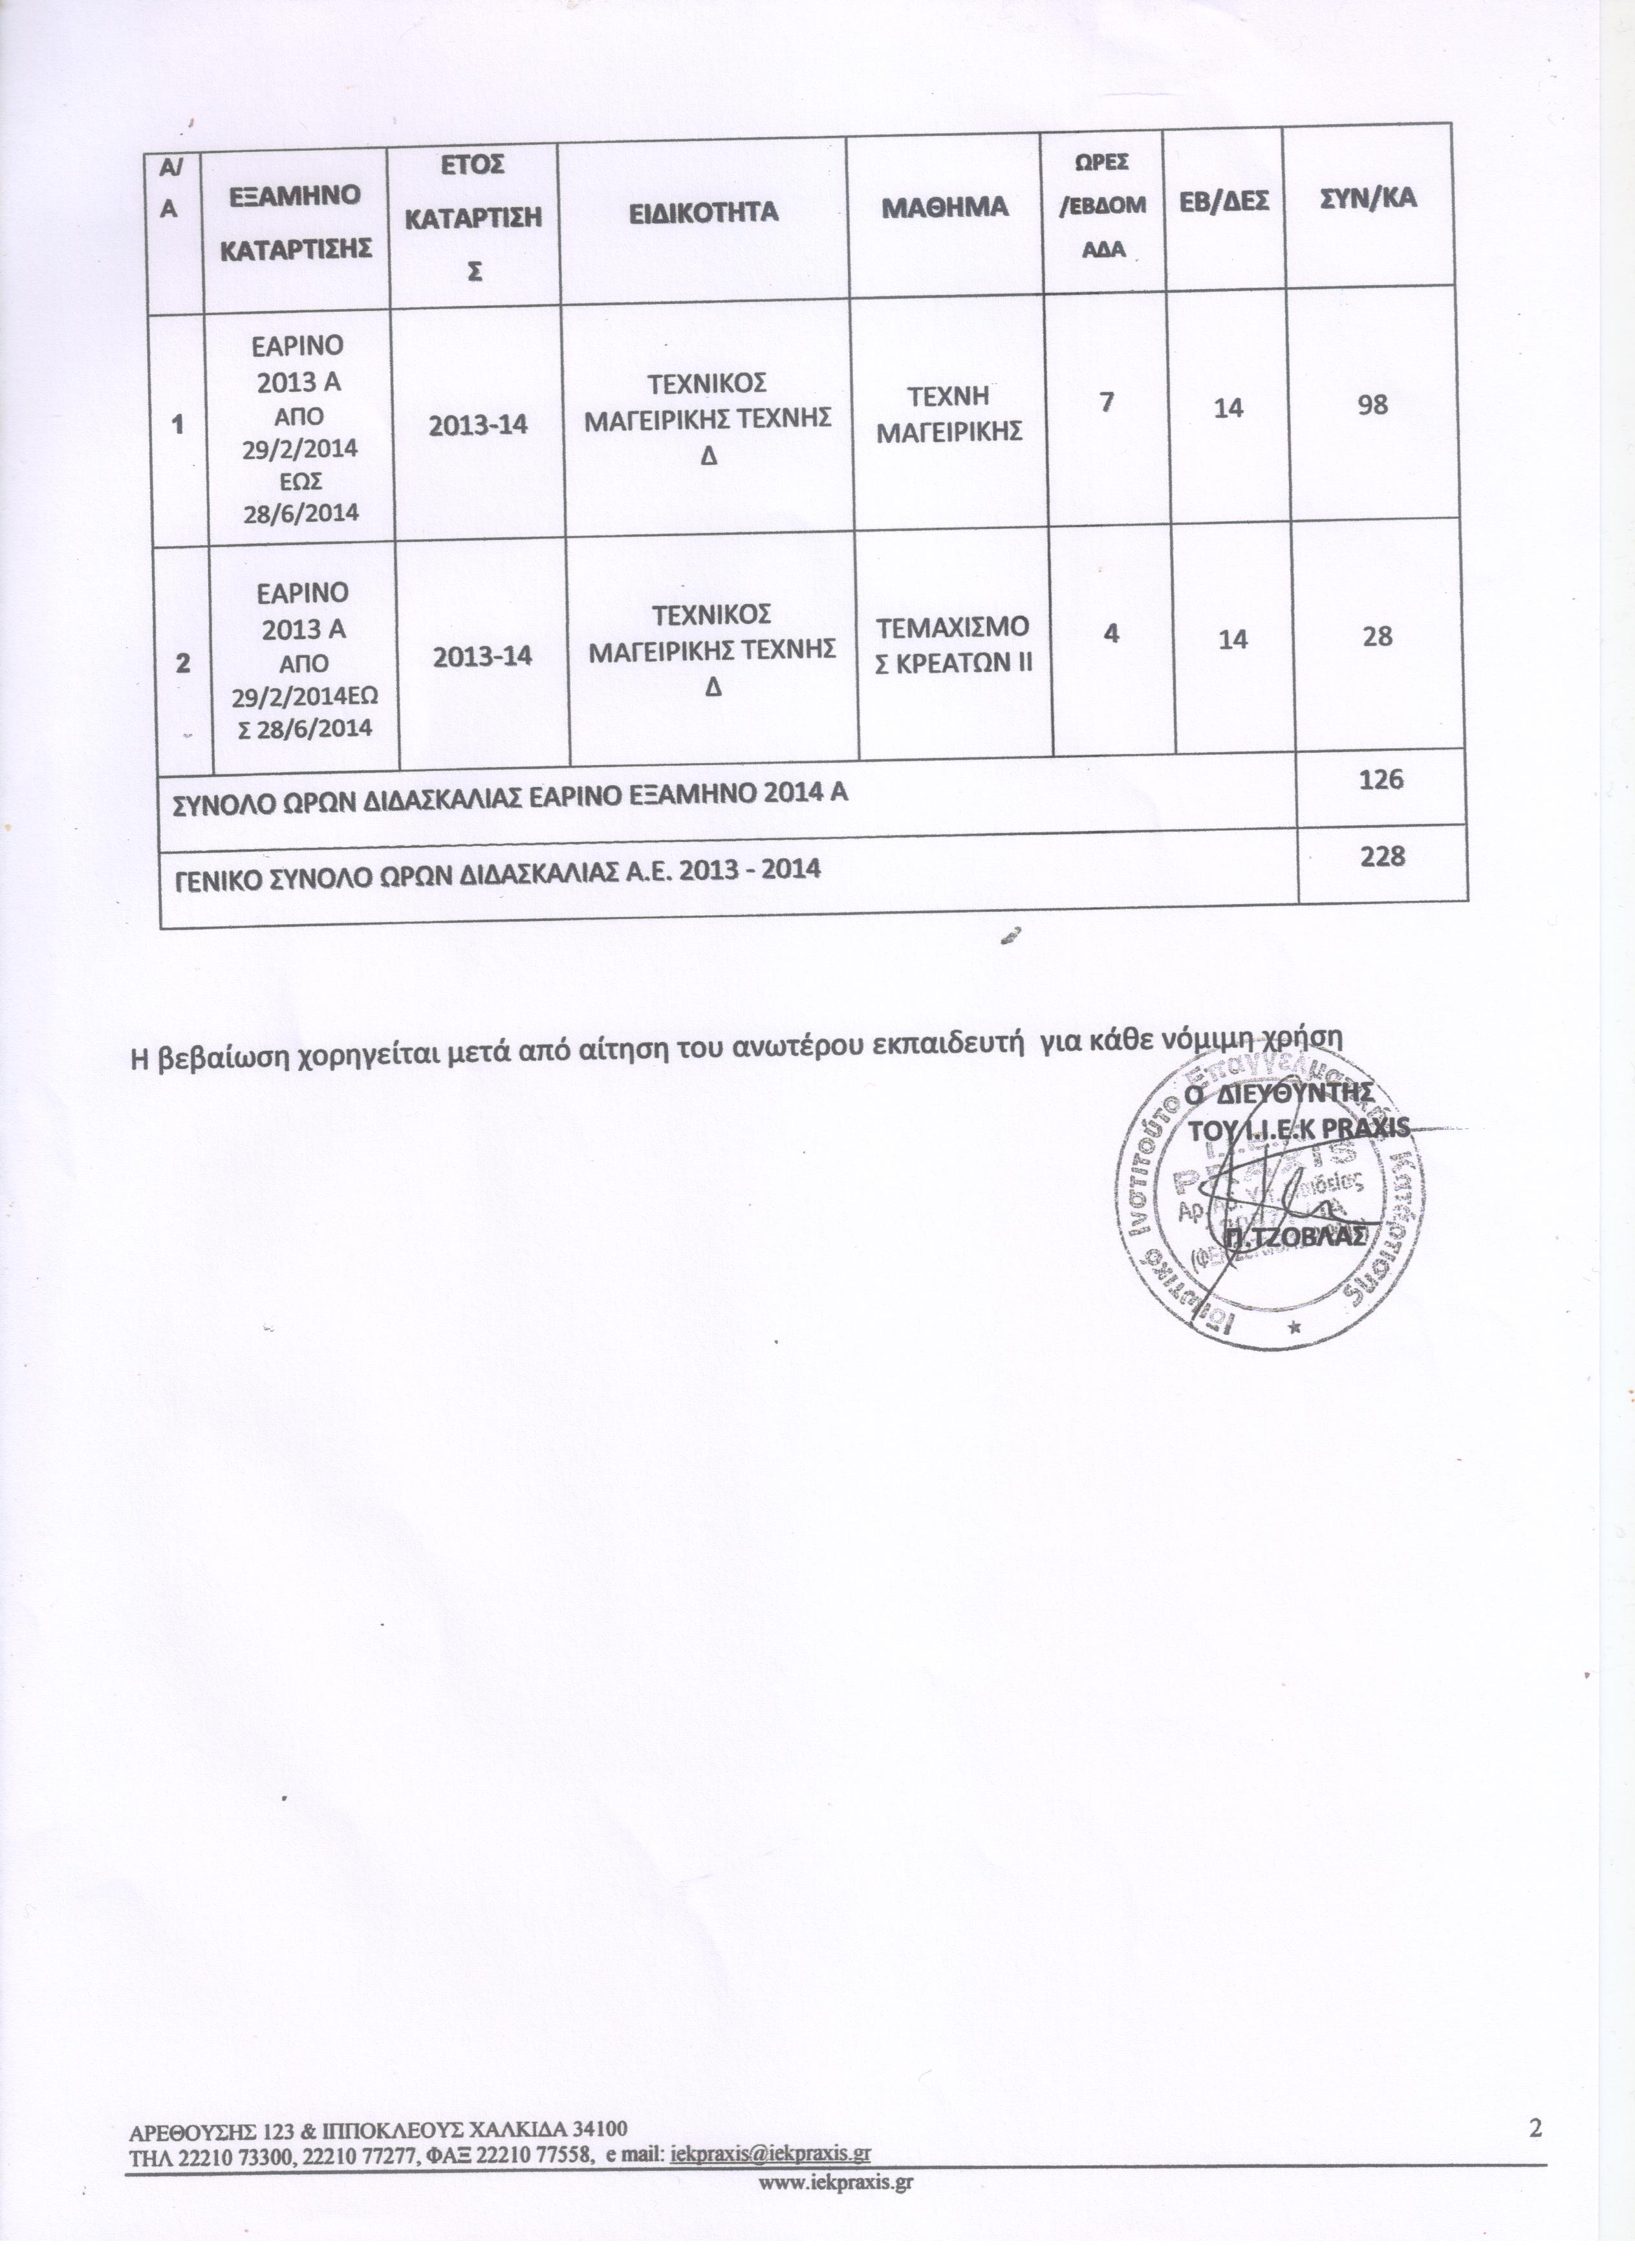 Α/
Α
ΕΞΑΜΗΝΟ
ΚΑΤΑΡΤΙΣΗΣ
ΕΤΟΣ
ΚΑΤΑΡΤΙΣΗ
Σ
ΕΙΔΙΚΟΤΗΤΑ
ΜΑΘΗΜΑ
ΩΡΕΣ
/ΕΒΔΟΜ
ΑΔΑ
ΕΒ/ΔΕΣ
ΣΥΝ/ΚΑ
1
ΕΑΡΙΝΟ
2013 Α
ΑΠΟ
29/2/2014
ΕΩΣ
28/6/2014
2013-14
ΤΕΧΝΙΚΟΣ
ΜΑΓΕΙΡΙΚΗΣ ΤΕΧΝΗΣ
Δ
ΤΕΧΝΗ
ΜΑΓΕΙΡΙΚΗΣ
7
14
98
2
ΕΑΡΙΝΟ
2013 Α
ΑΠΟ
29/2/2014ΕΩ
Σ 28/6/2014
2013-14
ΤΕΧΝΙΚΟΣ
ΜΑΓΕΙΡΙΚΗΣ ΤΕΧΝΗΣ
Δ
ΤΕΜΑΧΙΣΜΟ
Σ ΚΡΕΑΤΩΝ ΙΙ
4
14
28
ΣΥΝΟΛΟ ΩΡΩΝ ΔΙΔΑΣΚΑΛΙΑΣ ΕΑΡΙΝΟ ΕΞΑΜΗΝΟ 2014 Α
126
ΓΕΝΙΚΟ ΣΥΝΟΛΟ ΩΡΩΝ ΔΙΔΑΣΚΑΛΙΑΣ Α.Ε. 2013 - 2014
228
Η βεβαίωση χορηγείται μετά από αίτηση του ανωτέρου εκπαιδευτή  για κάθε νόμιμη χρήση
Ο ΔΙΕΥΘΥΝΤΗΣ
ΤΟΥ Ι.Ι.Ε.Κ PRAXIS
Π.ΤΖΟΒΛΑΣ
Ιδιωτικό Ινστιτούτο Επαγγελματικής Κατάρτισης
Ι.Ι.Ε.Κ.
PRAXIS
ΑΡΕΘΟΥΣΗΣ 123 & ΙΠΠΟΚΛΕΟΥΣ ΧΑΛΚΙΔΑ 34100
2
ΤΗΛ 22210 73300, 22210 77277, ΦΑΞ 22210 77558, e mail: iekpraxis@iekpraxis.gr
www.iekpraxis.gr